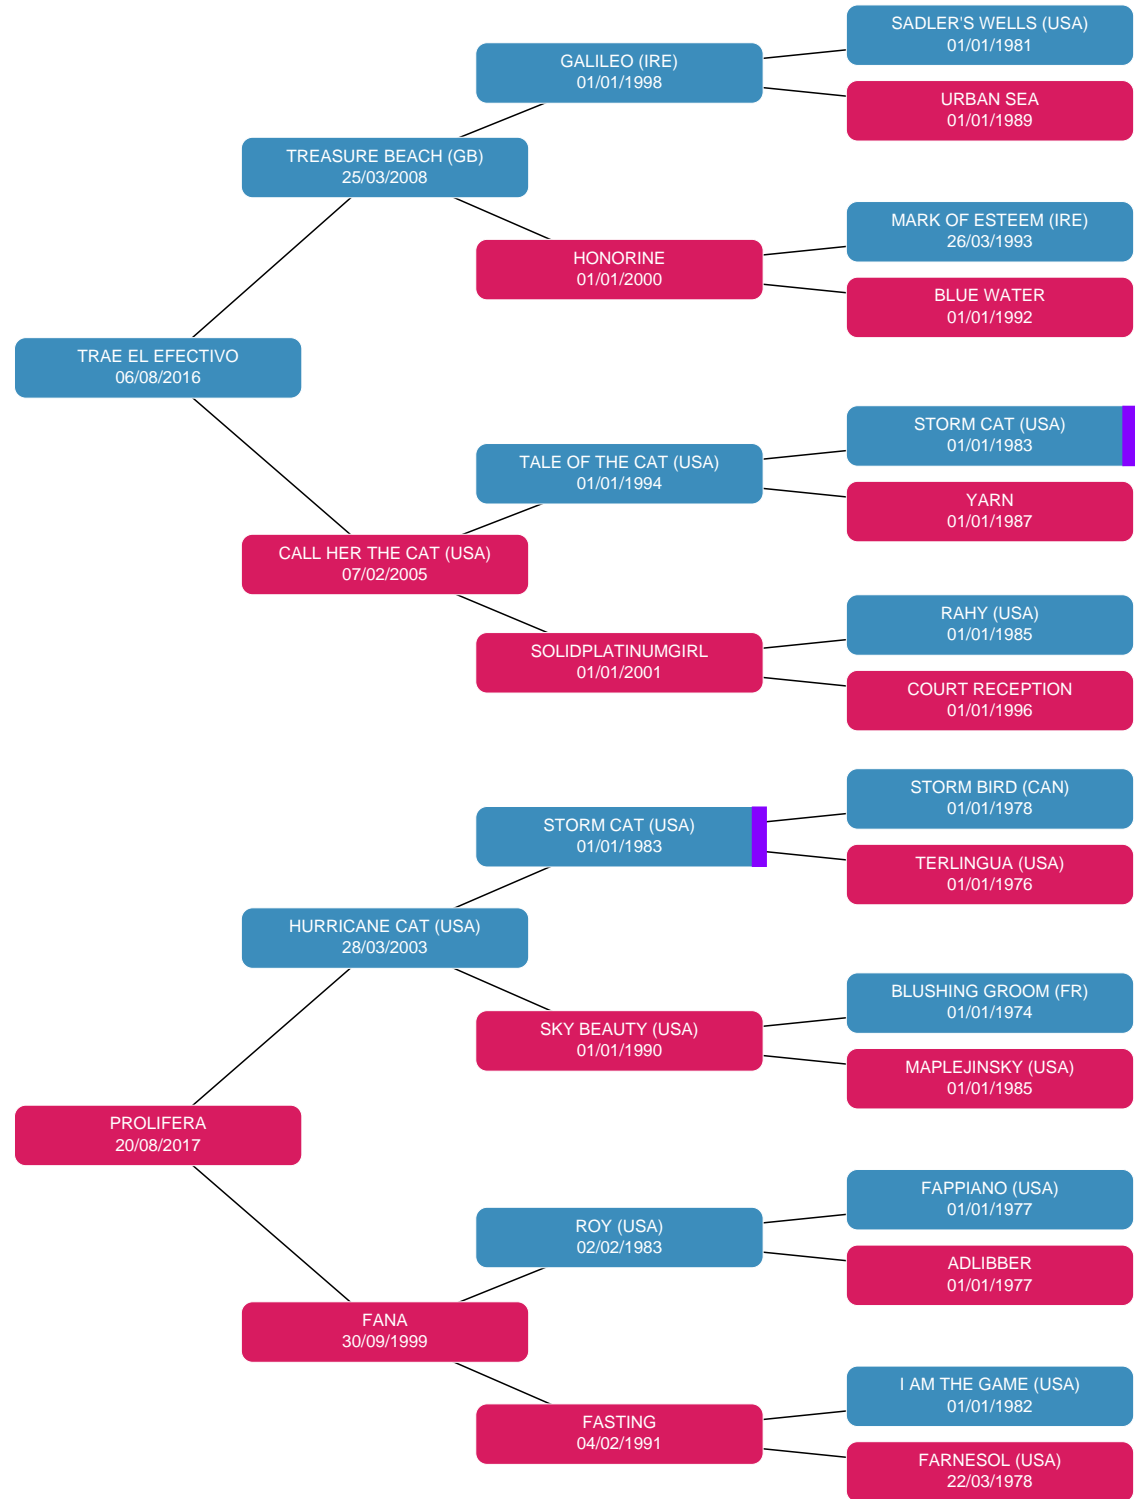 SADLER'S WELLS (USA)
01/01/1981
GALILEO (IRE)
01/01/1998
URBAN SEA
01/01/1989
TREASURE BEACH (GB)
25/03/2008
MARK OF ESTEEM (IRE)
26/03/1993
HONORINE
01/01/2000
BLUE WATER
01/01/1992
TRAE EL EFECTIVO
06/08/2016
STORM CAT (USA)
01/01/1983
TALE OF THE CAT (USA)
01/01/1994
YARN
01/01/1987
CALL HER THE CAT (USA)
07/02/2005
RAHY (USA)
01/01/1985
SOLIDPLATINUMGIRL
01/01/2001
COURT RECEPTION
01/01/1996
STORM BIRD (CAN)
01/01/1978
STORM CAT (USA)
01/01/1983
TERLINGUA (USA)
01/01/1976
HURRICANE CAT (USA)
28/03/2003
BLUSHING GROOM (FR)
01/01/1974
SKY BEAUTY (USA)
01/01/1990
MAPLEJINSKY (USA)
01/01/1985
PROLIFERA
20/08/2017
FAPPIANO (USA)
01/01/1977
ROY (USA)
02/02/1983
ADLIBBER
01/01/1977
FANA
30/09/1999
I AM THE GAME (USA)
01/01/1982
FASTING
04/02/1991
FARNESOL (USA)
22/03/1978